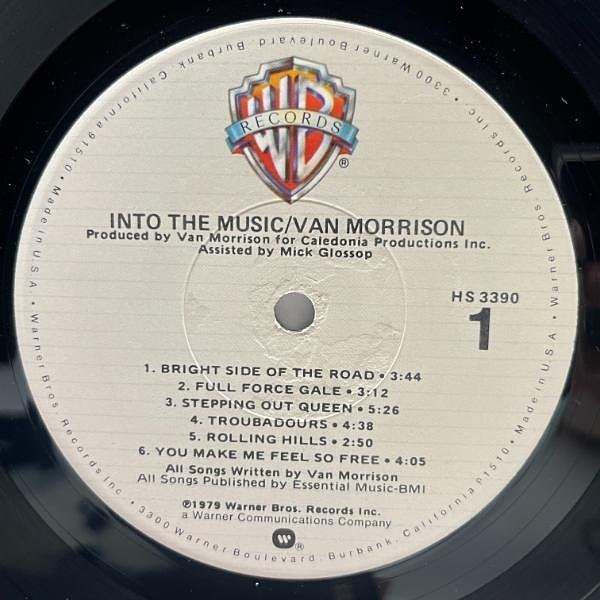 WB
RECORDS
®
INTO THE MUSIC/VAN MORRISON
Produced by Van Morrison for Caledonia Productions Inc.
Assisted by Mick Glossop
HS 3390
1
1. BRIGHT SIDE OF THE ROAD • 3:44
2. FULL FORCE GALE • 3:12
3. STEPPING OUT QUEEN • 5:26
4. TROUBADOURS • 4:38
5. ROLLING HILLS • 2:50
6. YOU MAKE ME FEEL SO FREE • 4:05
All Songs Written by Van Morrison
All Songs Published by Essential Music-BMI
℗1979 Warner Bros. Records Inc.
a Warner Communications Company
®
Warner Bros. Records Inc. • 3300 Warner Boulevard, Burbank, California 91510 • Made in U.S.A. •
Warner Bros. Records Inc. • 3300 Warner Boulevard, Burbank, California 91510 • Made in U.S.A. •